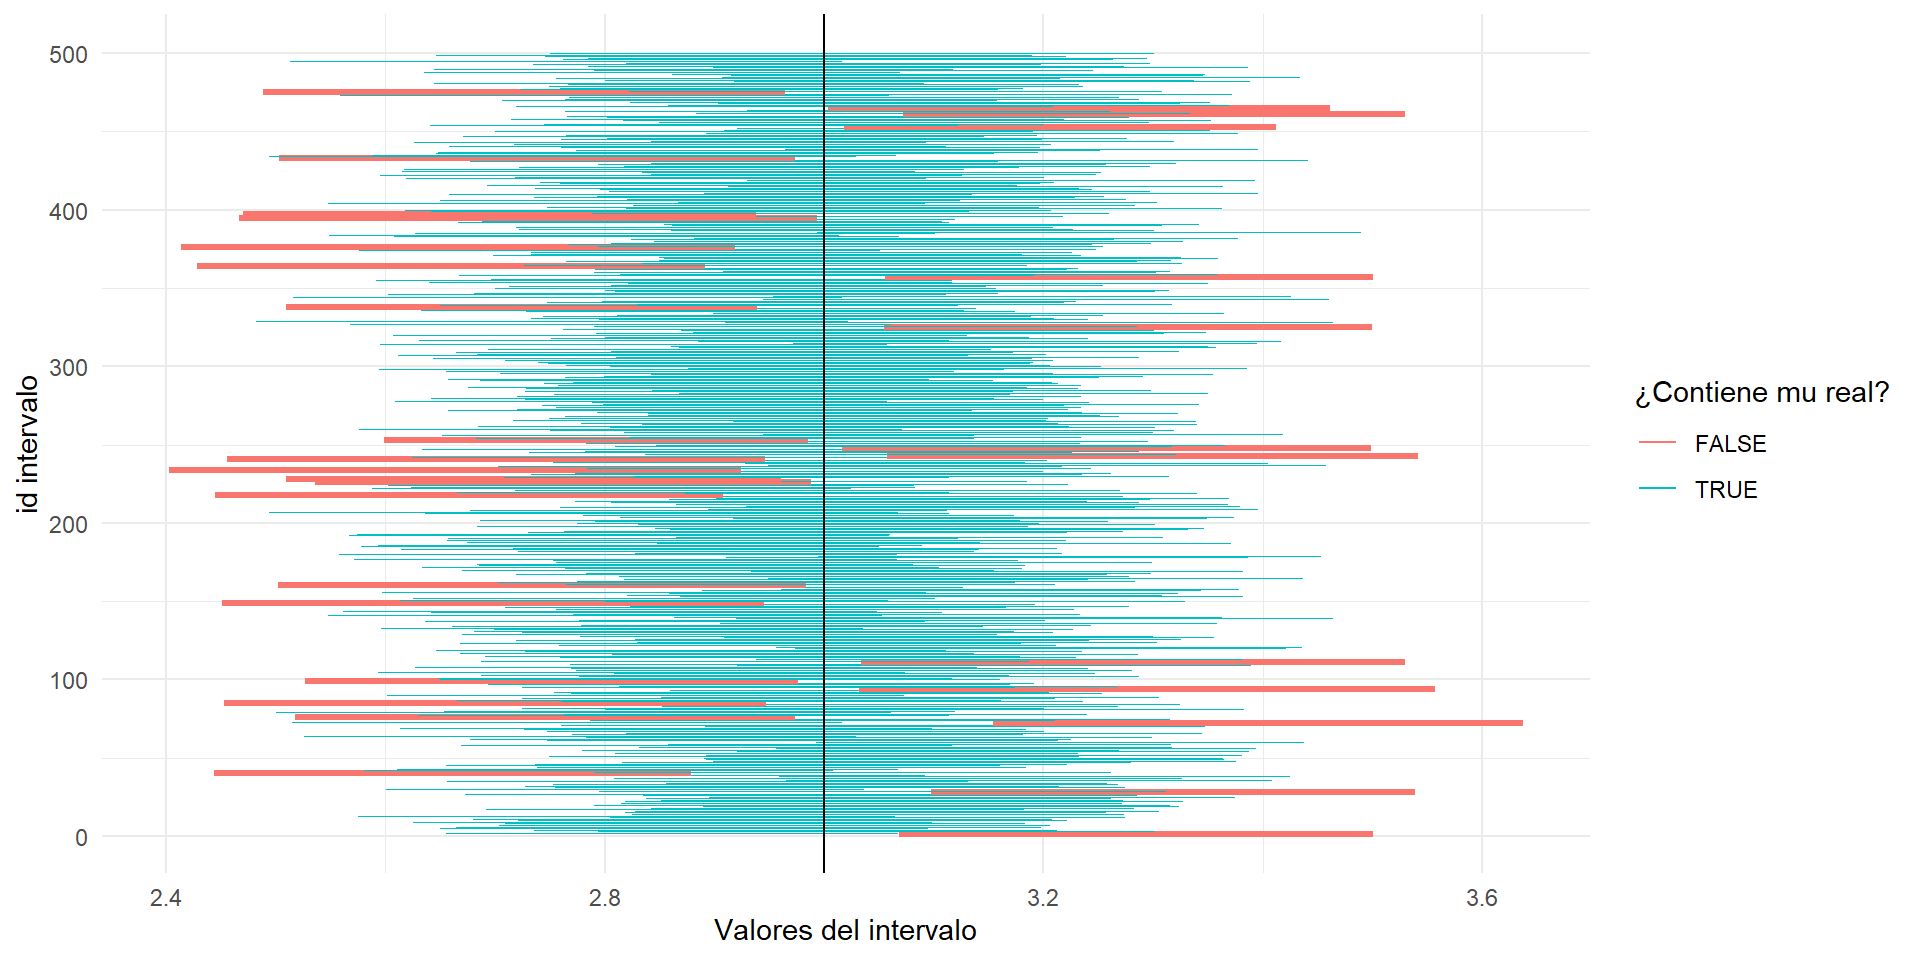 500
400
300
200
100
0
id intervalo
2.4
2.8
3.2
3.6
Valores del intervalo
¿Contiene mu real?
FALSE
TRUE